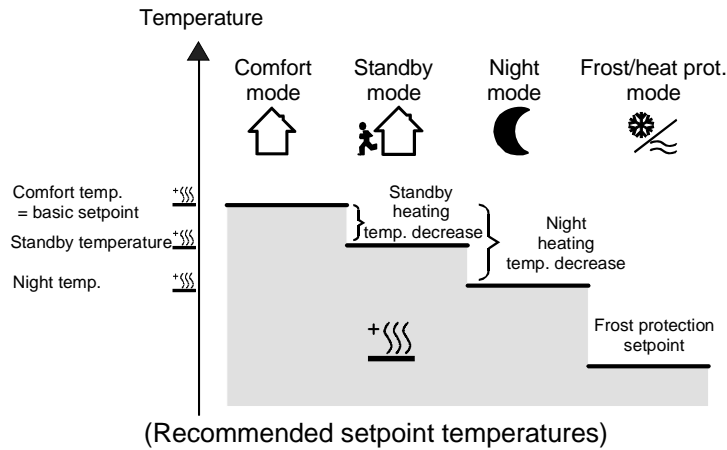 Temperature
Comfort
mode
Standby
mode
Night
mode
Frost/heat prot.
mode
Comfort temp.
= basic setpoint
Standby temperature
Night temp.
Standby
heating
temp. decrease
Night
heating
temp. decrease
Frost protection
setpoint
(Recommended setpoint temperatures)